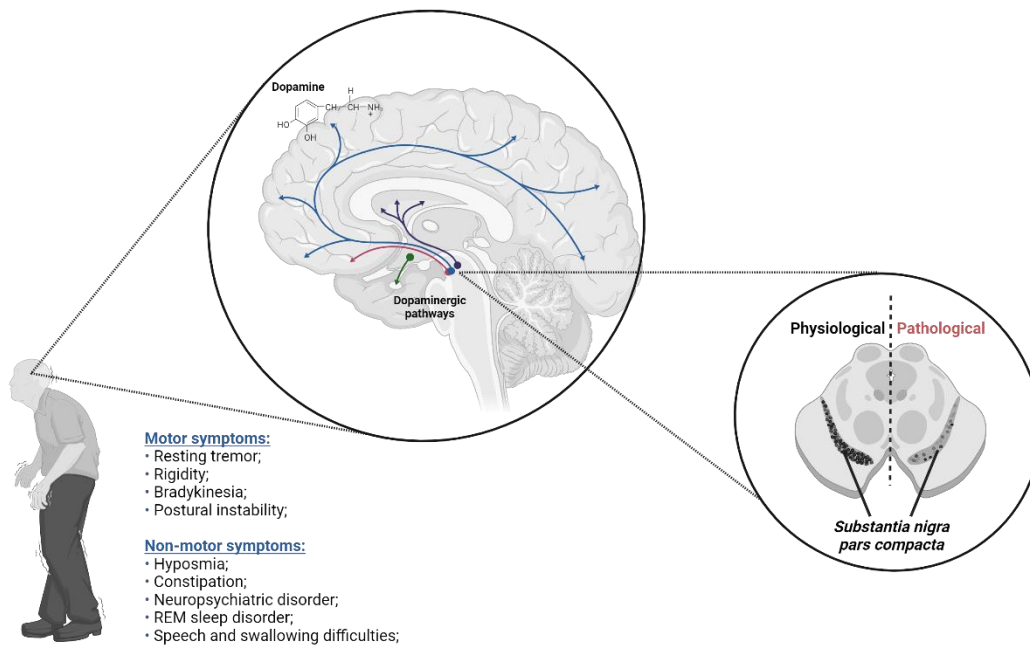 Dopamine
H
CH₂
CH
NH₃
+
HO
OH
Dopaminergic
pathways
Physiological
Pathological
Substantia nigra
pars compacta
Motor symptoms:
• Resting tremor;
• Rigidity;
• Bradykinesia;
• Postural instability;
Non-motor symptoms:
• Hyposmia;
• Constipation;
• Neuropsychiatric disorder;
• REM sleep disorder;
• Speech and swallowing difficulties;